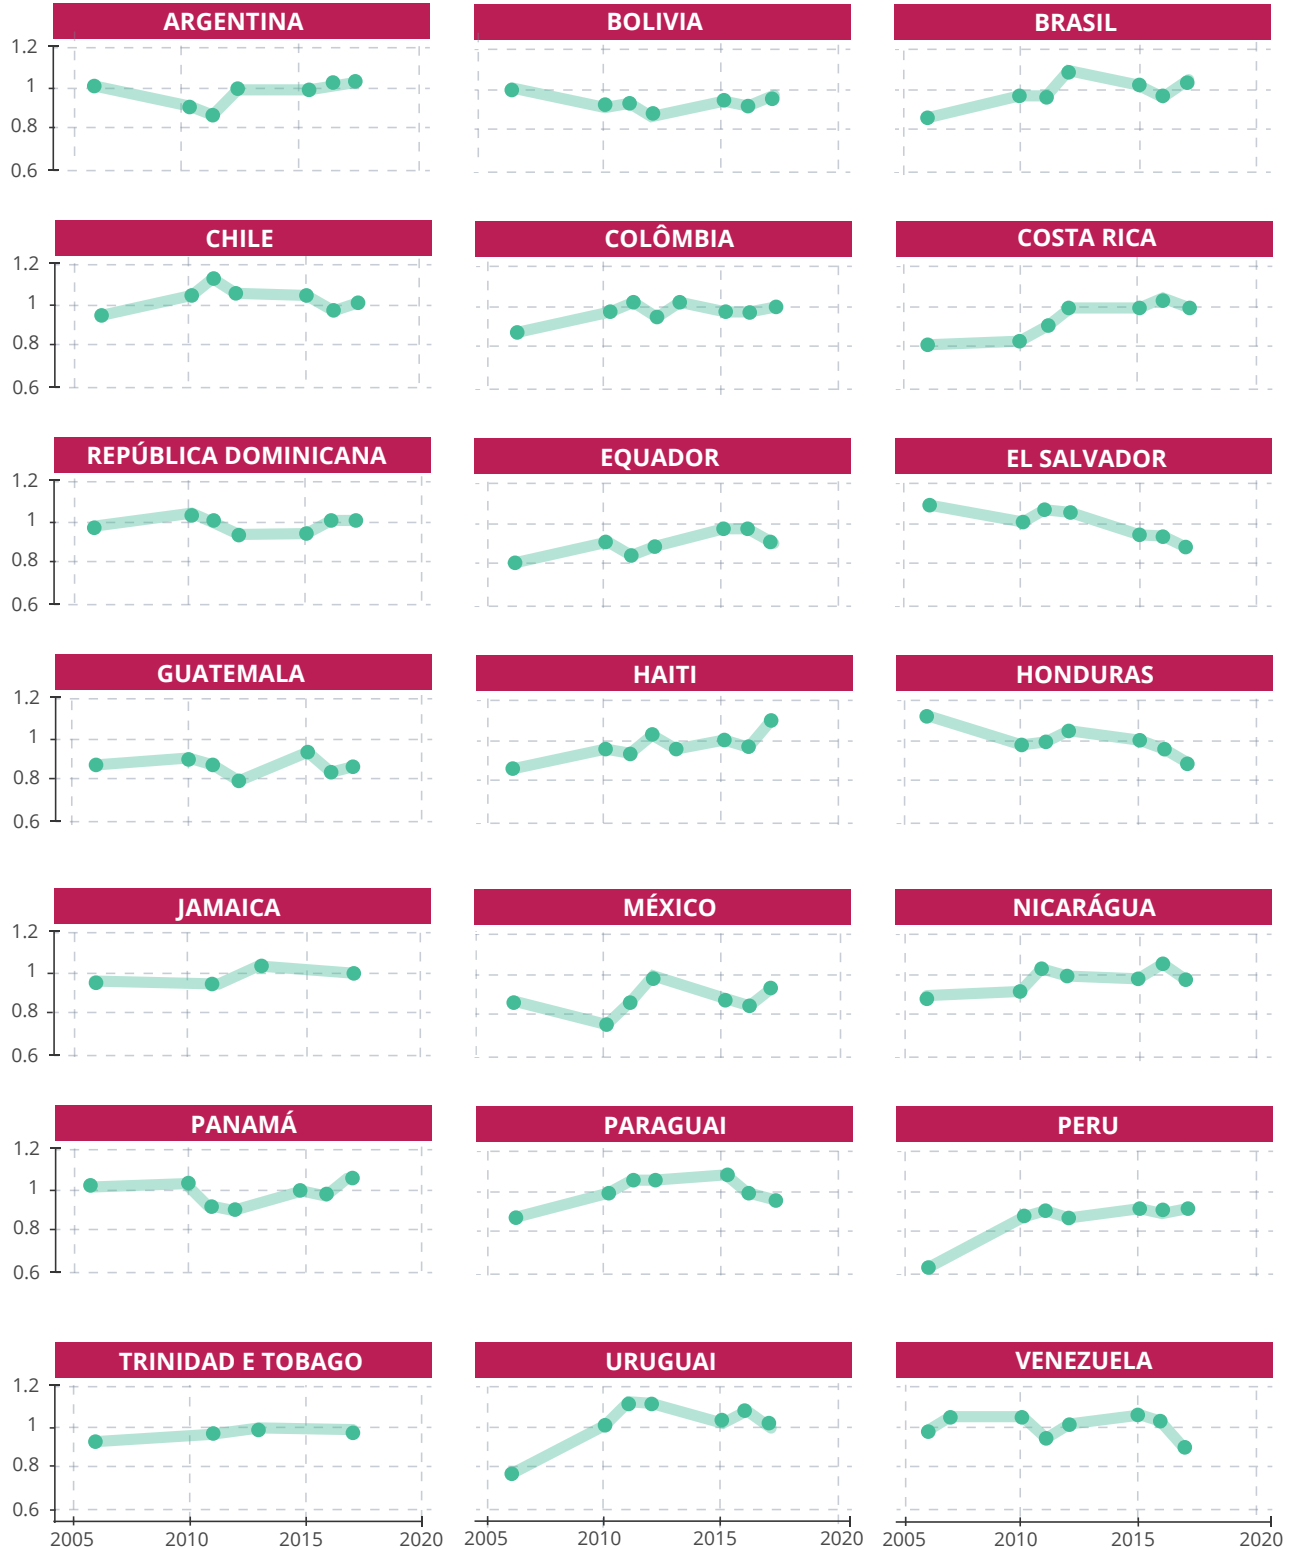 ARGENTINA
BOLIVIA
BRASIL
1.2
1
0.8
0.6
CHILE
COLÔMBIA
COSTA RICA
1.2
1
0.8
0.6
REPÚBLICA DOMINICANA
EQUADOR
EL SALVADOR
1.2
1
0.8
0.6
GUATEMALA
HAITI
HONDURAS
1.2
1
0.8
0.6
JAMAICA
MÉXICO
NICARÁGUA
1.2
1
0.8
0.6
PANAMÁ
PARAGUAI
PERU
1.2
1
0.8
0.6
TRINIDAD E TOBAGO
URUGUAI
VENEZUELA
1.2
1
0.8
0.6
2005 2010 2015 2020
2005 2010 2015 2020
2005 2010 2015 2020